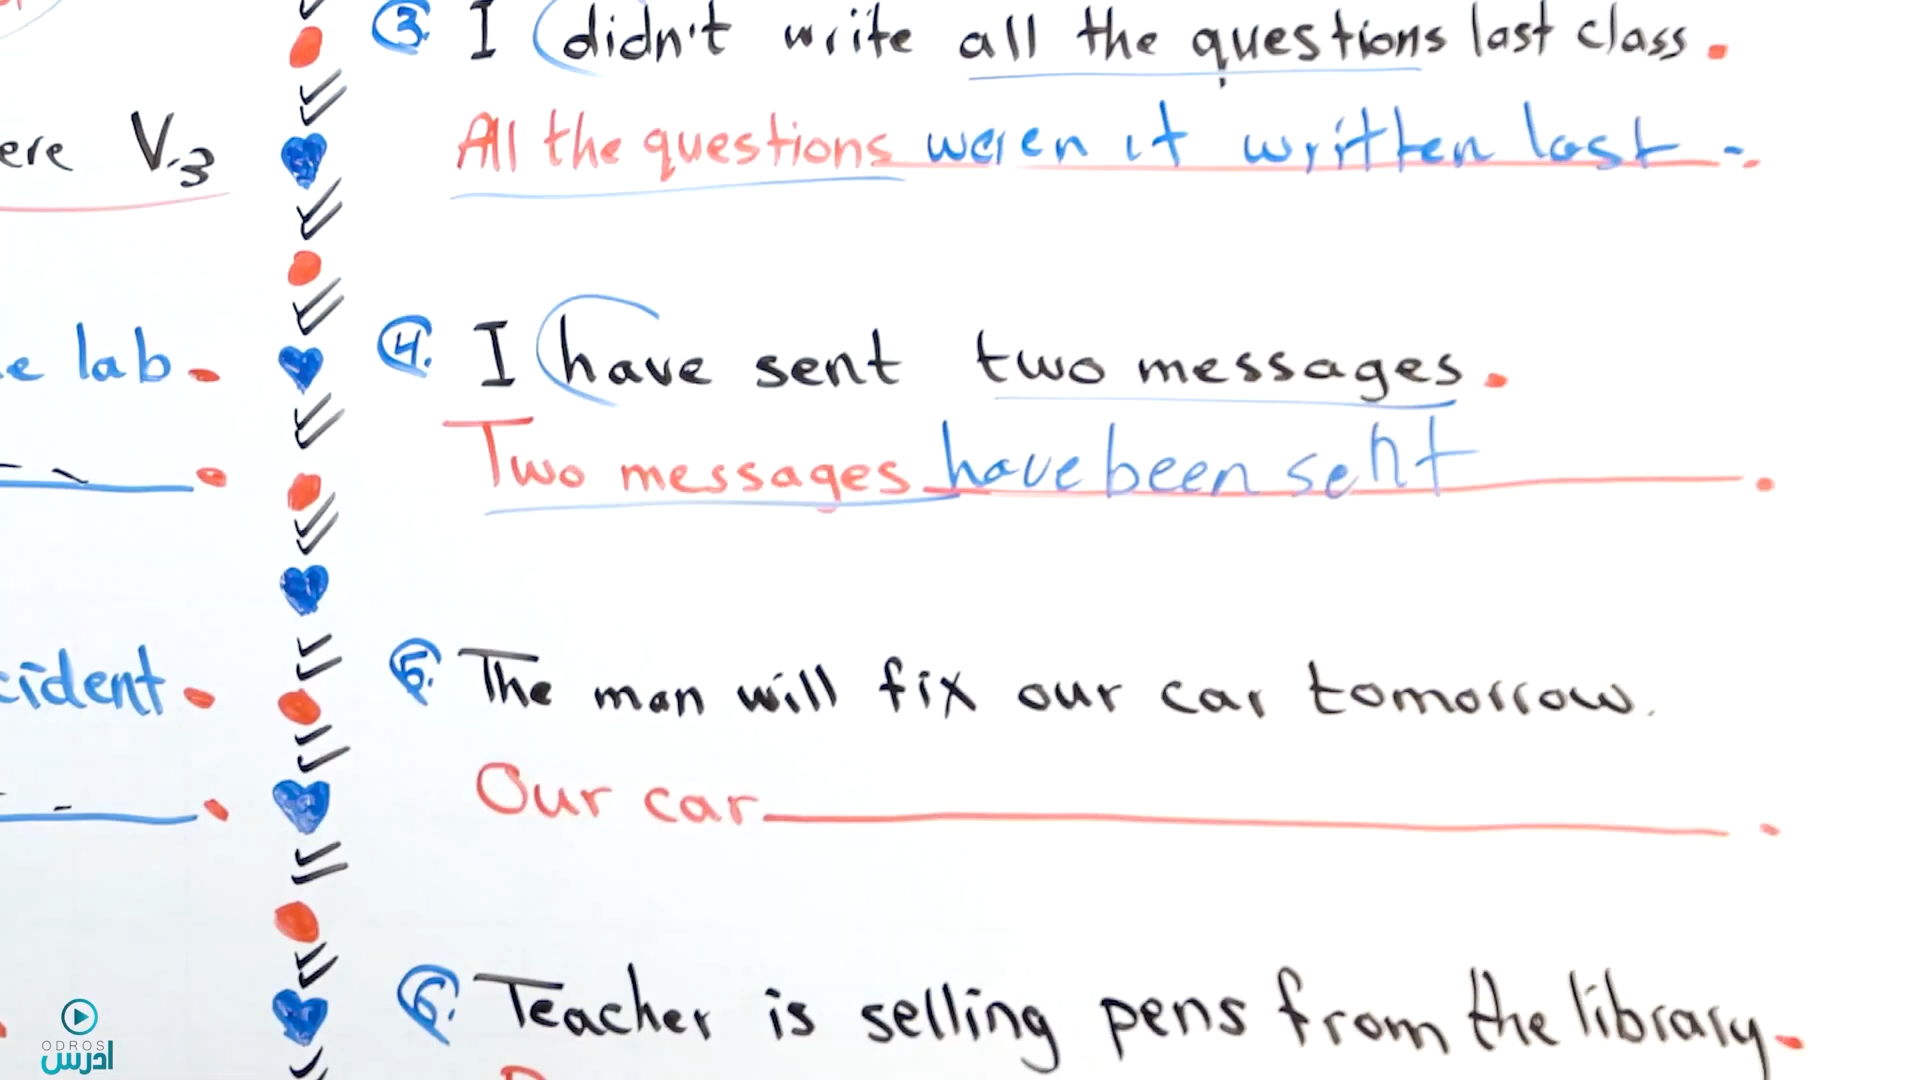 ③. I didn't write all the questions last class.
ere V.3
All the questions weren't written last -.
④. I have sent two messages.
e lab.
Two messages have been sent.
⑤. The man will fix our car tomorrow.
cident.
Our car.
⑥. Teacher is selling pens from the library.
ODROS
ادرس